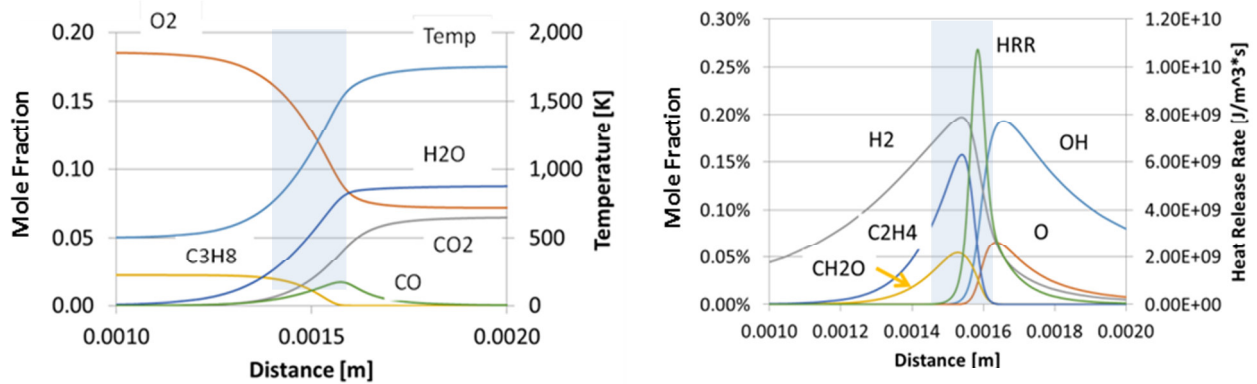 O2
0.20
0.15
0.10
0.05
0.00
Mole Fraction
Temp
H2O
C3H8
CO2
CO
2,000
1,500
1,000
500
0
Temperature [K]
0.0010
0.0015
0.0020
Distance [m]
0.30%
0.25%
0.20%
0.15%
0.10%
0.05%
0.00%
Mole Fraction
HRR
H2
OH
C2H4
O
CH2O
1.20E+10
1.00E+10
8.00E+09
6.00E+09
4.00E+09
2.00E+09
0.00E+00
Heat Release Rate [J/m^3*s]
0.0010
0.0012
0.0014
0.0016
0.0018
0.0020
Distance [m]